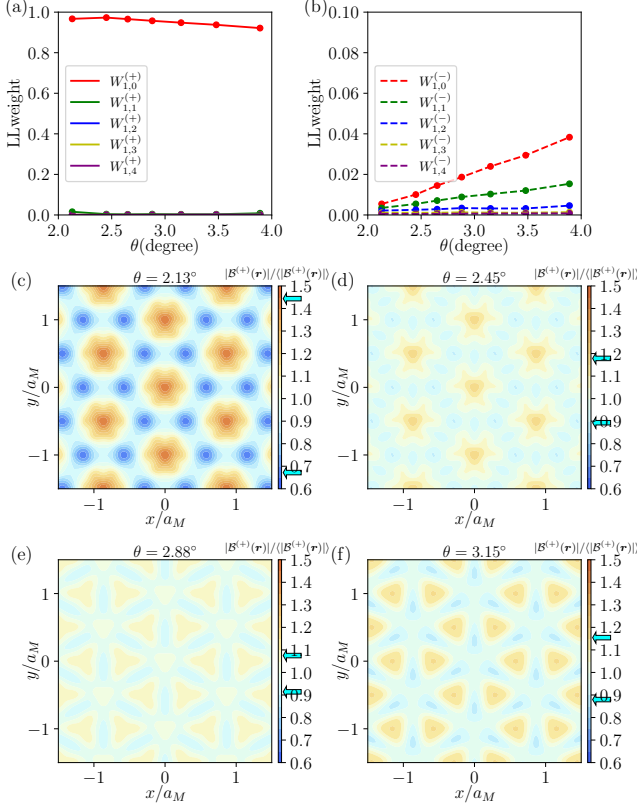 (a)
1.0
0.8
0.6
0.4
0.2
0.0
LL weight
W_{1,0}^{(+)}
W_{1,1}^{(+)}
W_{1,2}^{(+)}
W_{1,3}^{(+)}
W_{1,4}^{(+)}
2.0 2.5 3.0 3.5 4.0
θ(degree)
(b)
0.10
0.08
0.06
0.04
0.02
0.00
LL weight
W_{1,0}^{(−)}
W_{1,1}^{(−)}
W_{1,2}^{(−)}
W_{1,3}^{(−)}
W_{1,4}^{(−)}
2.0 2.5 3.0 3.5 4.0
θ(degree)
(c) θ = 2.13° |𝓑^{(+)}(r)|/⟨|𝓑^{(+)}(r)|⟩
1
0
−1
y/a_M
−1 0 1
x/a_M
1.5
1.4
1.3
1.2
1.1
1.0
0.9
0.8
0.7
0.6
(d) θ = 2.45° |𝓑^{(+)}(r)|/⟨|𝓑^{(+)}(r)|⟩
1
0
−1
y/a_M
−1 0 1
x/a_M
1.5
1.4
1.3
1.2
1.1
1.0
0.9
0.8
0.7
0.6
(e) θ = 2.88° |𝓑^{(+)}(r)|/⟨|𝓑^{(+)}(r)|⟩
1
0
−1
y/a_M
−1 0 1
x/a_M
1.5
1.4
1.3
1.2
1.1
1.0
0.9
0.8
0.7
0.6
(f) θ = 3.15° |𝓑^{(+)}(r)|/⟨|𝓑^{(+)}(r)|⟩
1
0
−1
y/a_M
−1 0 1
x/a_M
1.5
1.4
1.3
1.2
1.1
1.0
0.9
0.8
0.7
0.6